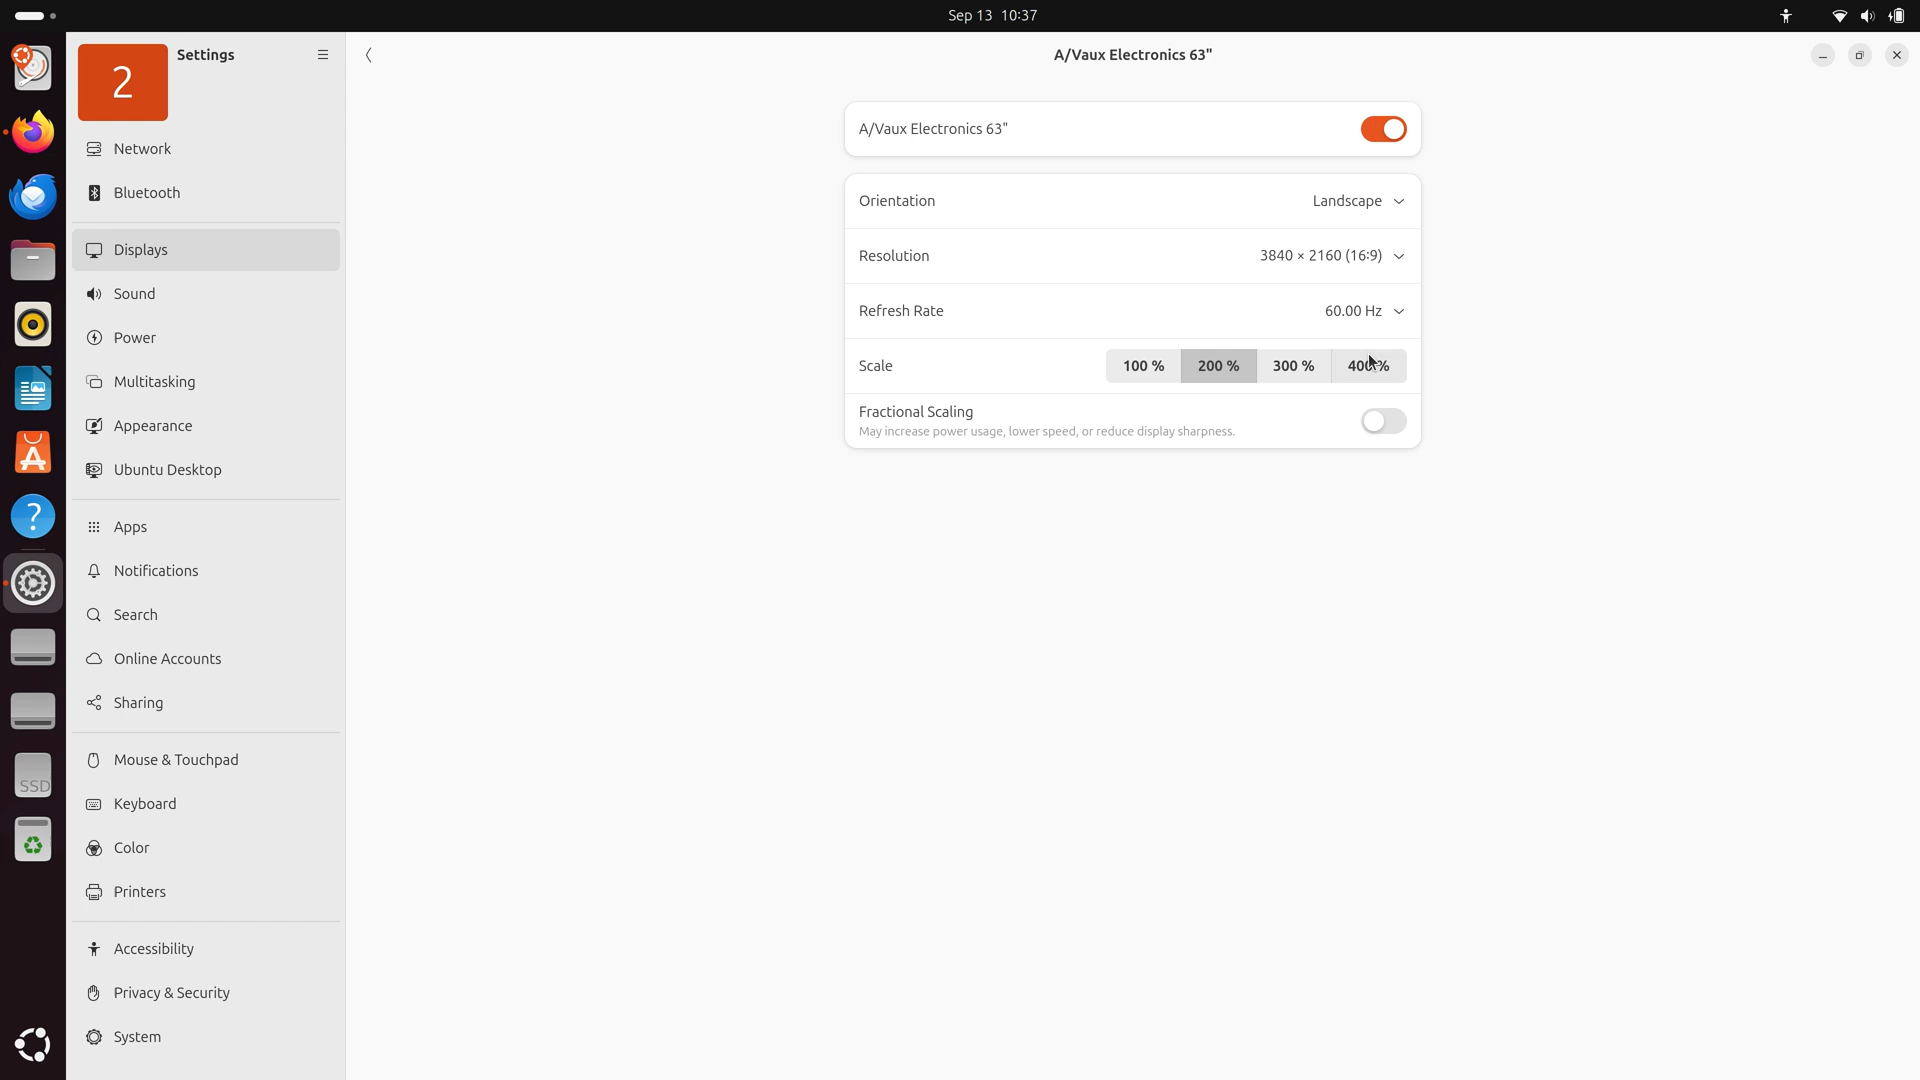 Sep 13 10:37
2
Settings
A/Vaux Electronics 63"
Network
Bluetooth
Displays
Sound
Power
Multitasking
Appearance
Ubuntu Desktop
Apps
Notifications
Search
Online Accounts
Sharing
Mouse & Touchpad
Keyboard
Color
Printers
Accessibility
Privacy & Security
System
SSD
A/Vaux Electronics 63"
Orientation Landscape
Resolution 3840 × 2160 (16:9)
Refresh Rate 60.00 Hz
Scale 100 % 200 % 300 % 400 %
Fractional Scaling
May increase power usage, lower speed, or reduce display sharpness.